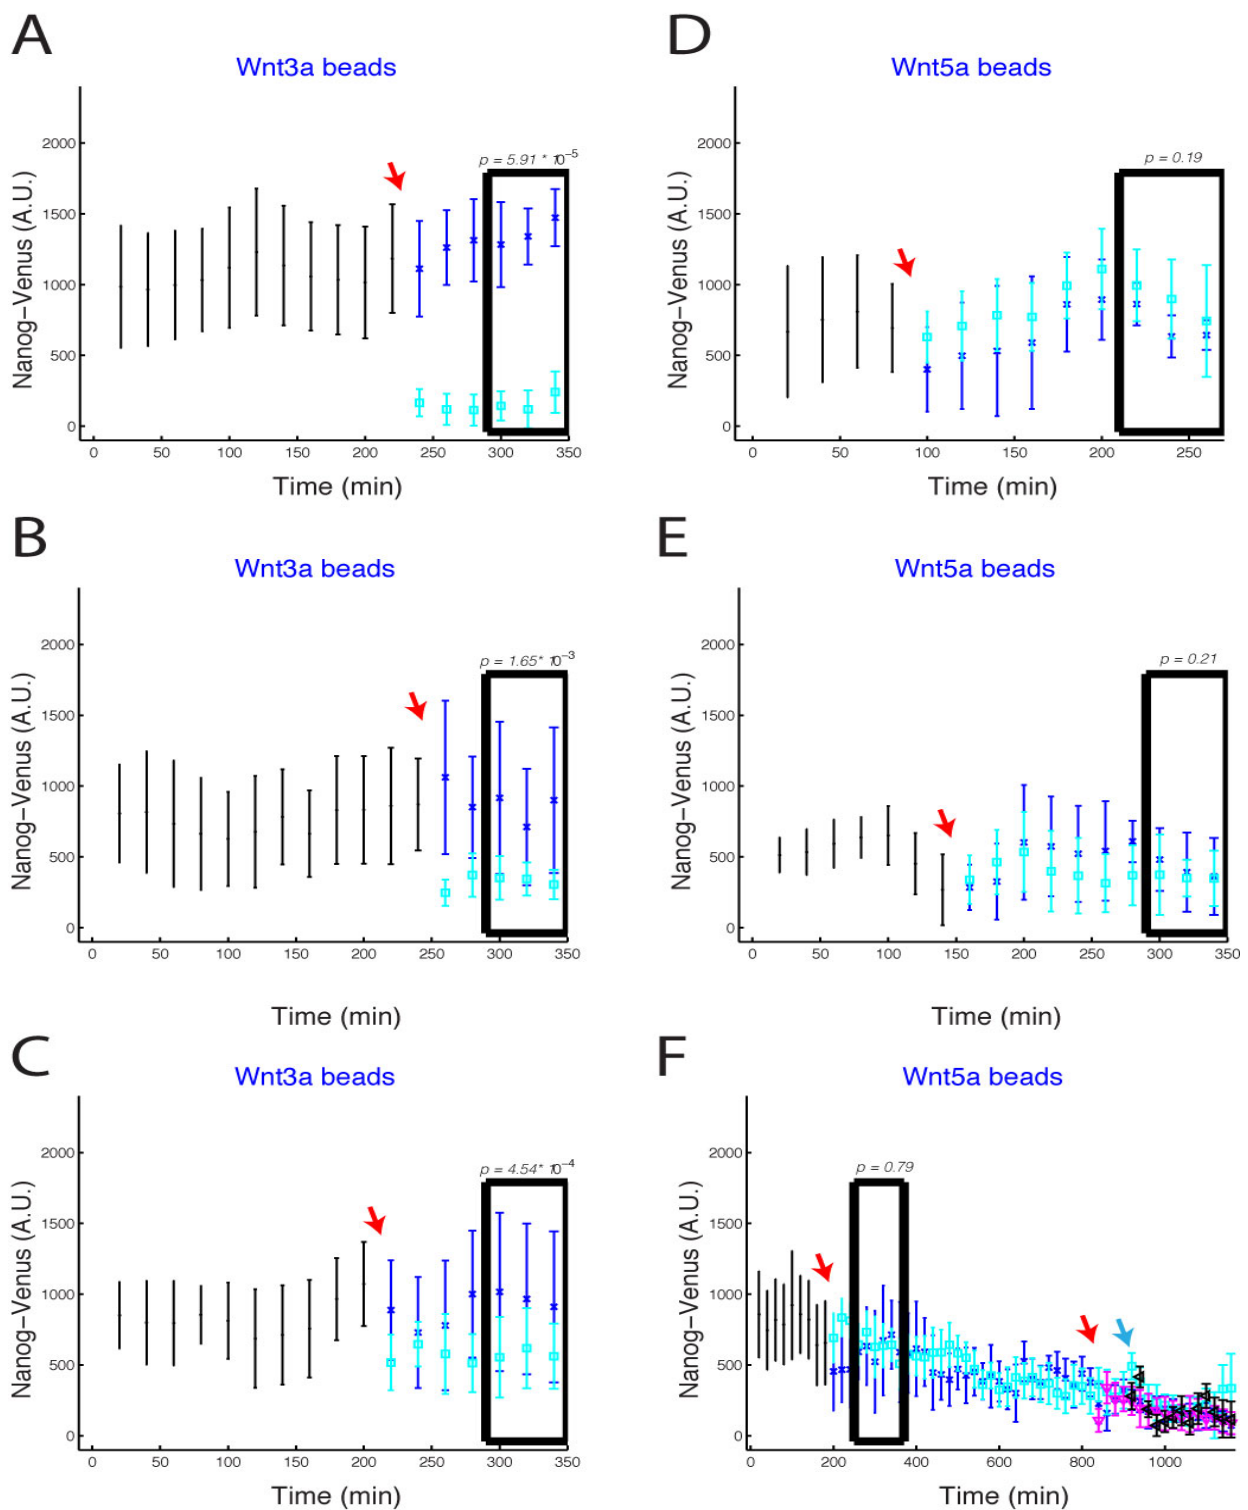 A
Wnt3a beads
Nanog-Venus (A.U.)
2000
1500
1000
500
0
p = 5.91 * 10-5
0 50 100 150 200 250 300 350
Time (min)
D
Wnt5a beads
Nanog-Venus (A.U.)
2000
1500
1000
500
0
p = 0.19
0 50 100 150 200 250
Time (min)
B
Wnt3a beads
Nanog-Venus (A.U.)
2000
1500
1000
500
0
p = 1.65* 10-3
0 50 100 150 200 250 300 350
Time (min)
E
Wnt5a beads
Nanog-Venus (A.U.)
2000
1500
1000
500
0
p = 0.21
0 50 100 150 200 250 300 350
Time (min)
C
Wnt3a beads
Nanog-Venus (A.U.)
2000
1500
1000
500
0
p = 4.54* 10-4
0 50 100 150 200 250 300 350
Time (min)
F
Wnt5a beads
Nanog-Venus (A.U.)
2000
1500
1000
500
0
p = 0.79
0 200 400 600 800 1000
Time (min)